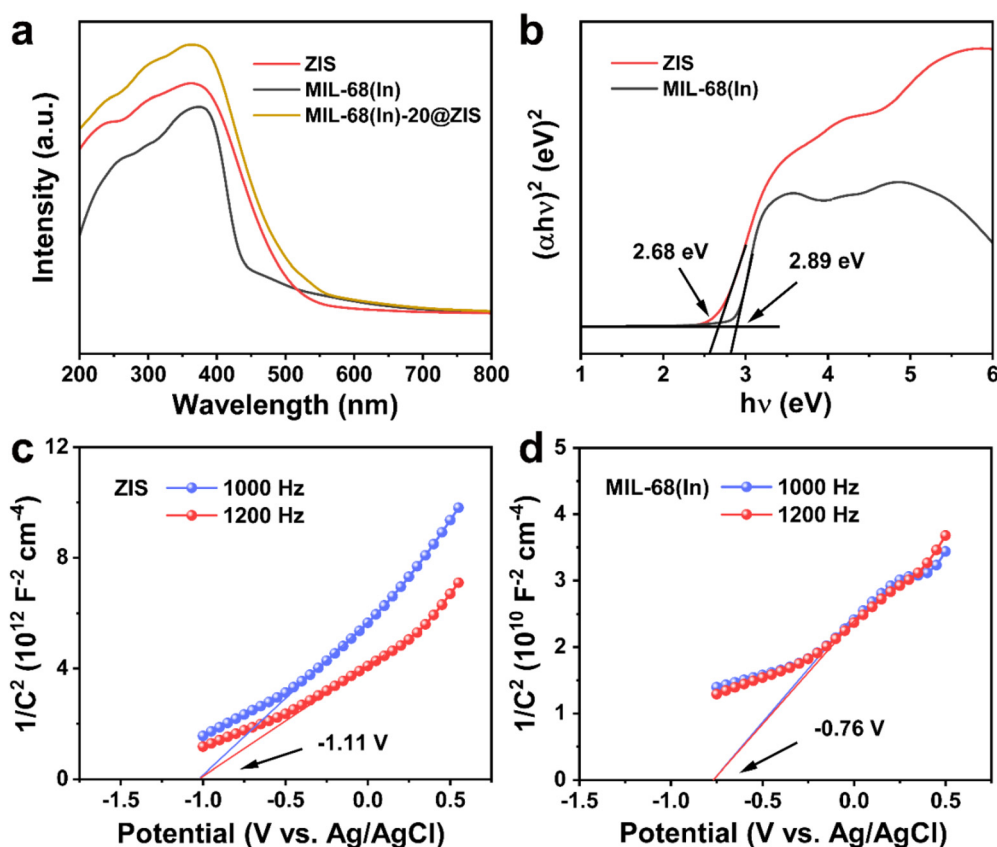 a
ZIS
MIL-68(In)
MIL-68(In)-20@ZIS
Intensity (a.u.)
200 300 400 500 600 700 800
Wavelength (nm)
b
ZIS
MIL-68(In)
(αhν)² (eV)²
2.68 eV
2.89 eV
1 2 3 4 5 6
hν (eV)
c
ZIS
1000 Hz
1200 Hz
1/C² (10¹² F⁻² cm⁻⁴)
12
8
4
0
-1.11 V
-1.5 -1.0 -0.5 0.0 0.5
Potential (V vs. Ag/AgCl)
d
MIL-68(In)
1000 Hz
1200 Hz
1/C² (10¹⁰ F⁻² cm⁻⁴)
5
4
3
2
1
0
-0.76 V
-1.5 -1.0 -0.5 0.0 0.5
Potential (V vs. Ag/AgCl)